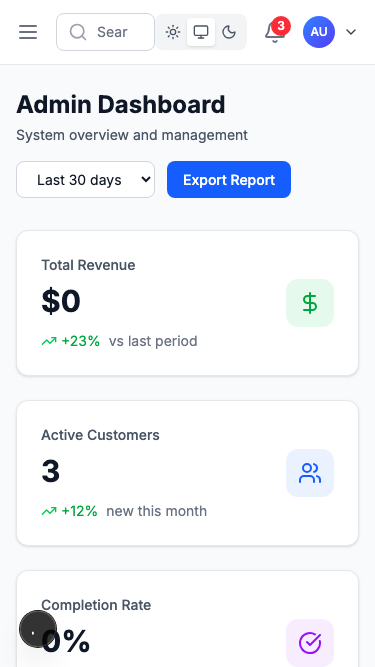 Sear
3
AU
Admin Dashboard
System overview and management
Last 30 days
Export Report
Total Revenue
$0
+23% vs last period
Active Customers
3
+12% new this month
Completion Rate
0%